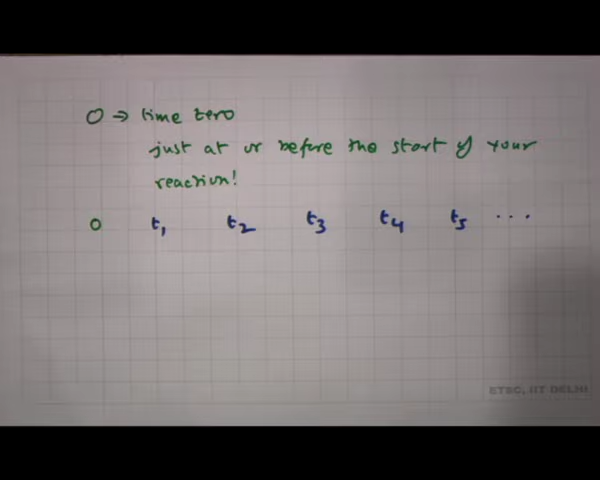 0 → time zero
just at or before the start of your
reaction!
0 t₁ t₂ t₃ t₄ t₅ ...
ETSC, IIT DELHI